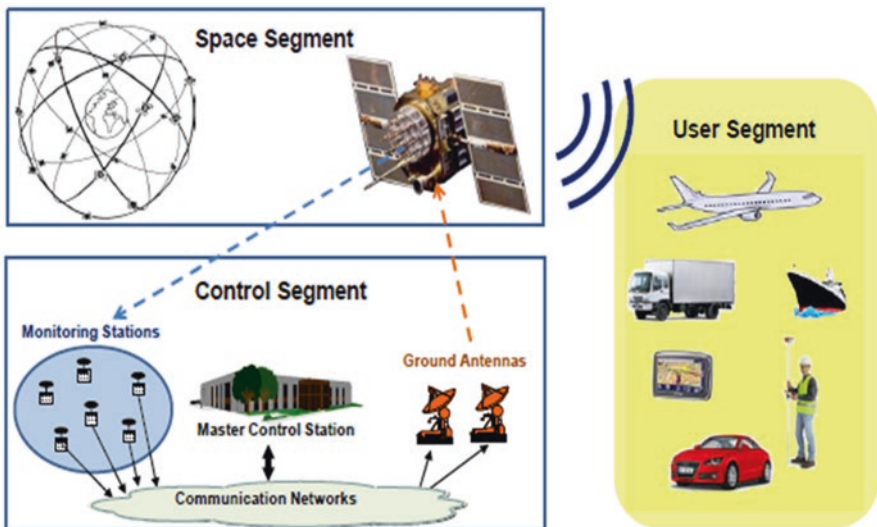 Space Segment
User Segment
Control Segment
Monitoring Stations
Ground Antennas
Master Control Station
Communication Networks